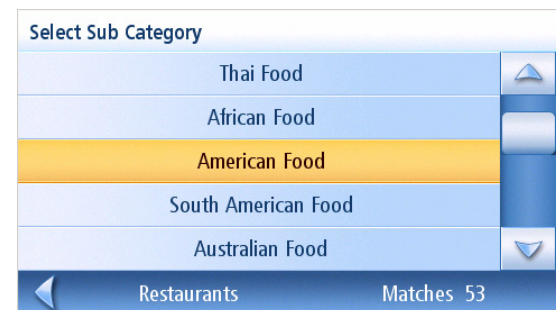 Select Sub Category
Thai Food
African Food
American Food
South American Food
Australian Food
Restaurants Matches 53